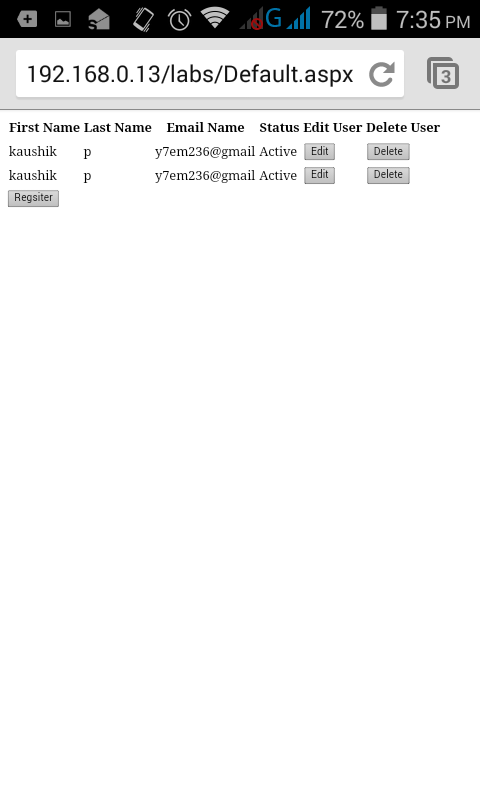 G 72% 7:35 PM
192.168.0.13/labs/Default.aspx 3
First Name Last Name Email Name Status Edit User Delete User
kaushik p y7em236@gmail Active Edit Delete
kaushik p y7em236@gmail Active Edit Delete
Regsiter